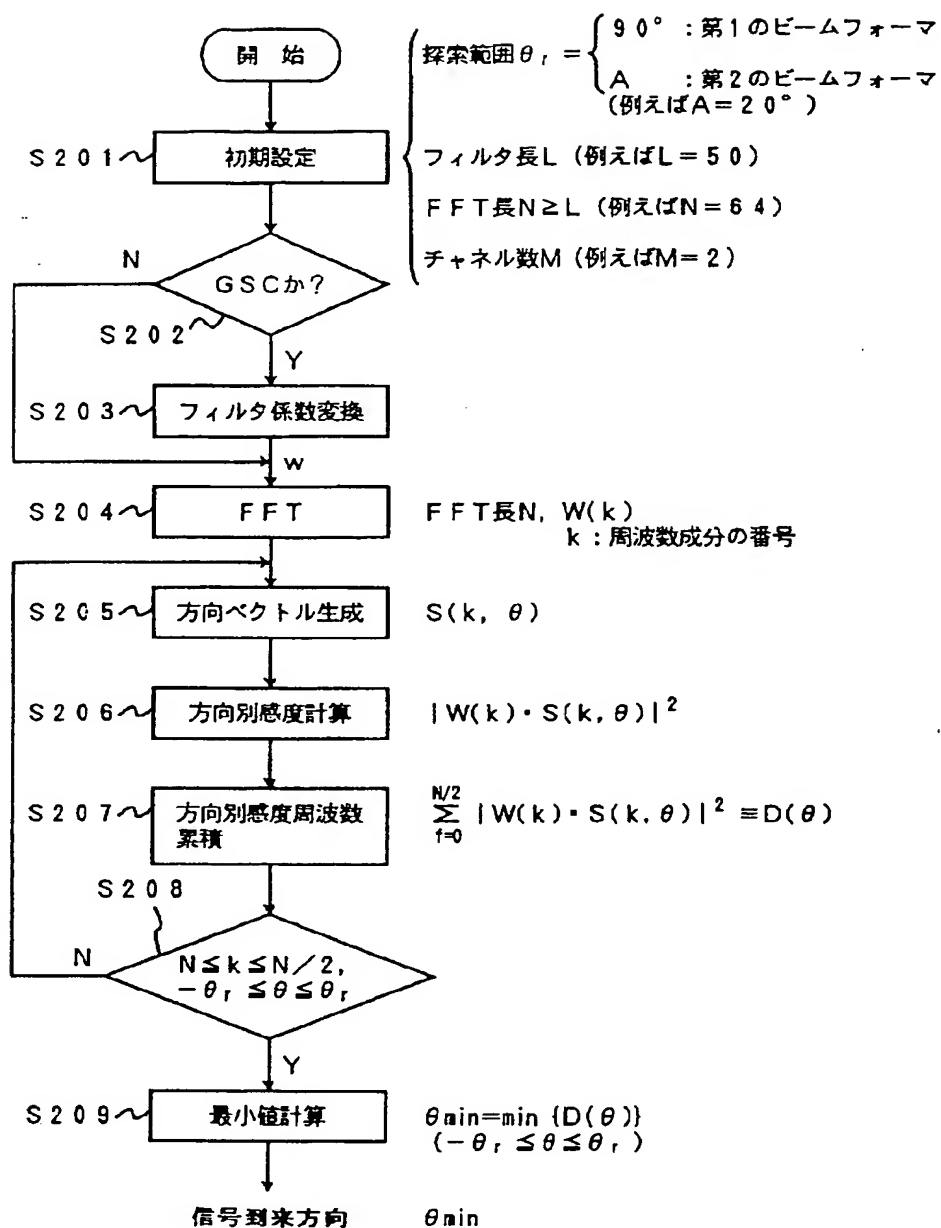 開 始
探索範囲θr = 90° :第1のビームフォーマ
A :第2のビームフォーマ
(例えばA=20°)
S201 初期設定
フィルタ長L (例えばL=50)
FFT長N≧L (例えばN=64)
チャネル数M (例えばM=2)
N
GSCか?
S202
Y
S203 フィルタ係数変換
w
S204 FFT FFT長N, W(k)
k:周波数成分の番号
S205 方向ベクトル生成 S(k, θ)
S206 方向別感度計算 |W(k)・S(k, θ)|²
S207 方向別感度周波数累積 N/2 Σ f=0 |W(k)・S(k, θ)|² ≡D(θ)
S208
N
N≦k≦N/2,
-θr≦θ≦θr
Y
S209 最小値計算 θmin=min {D(θ)}
(-θr≦θ≦θr)
信号到来方向 θmin